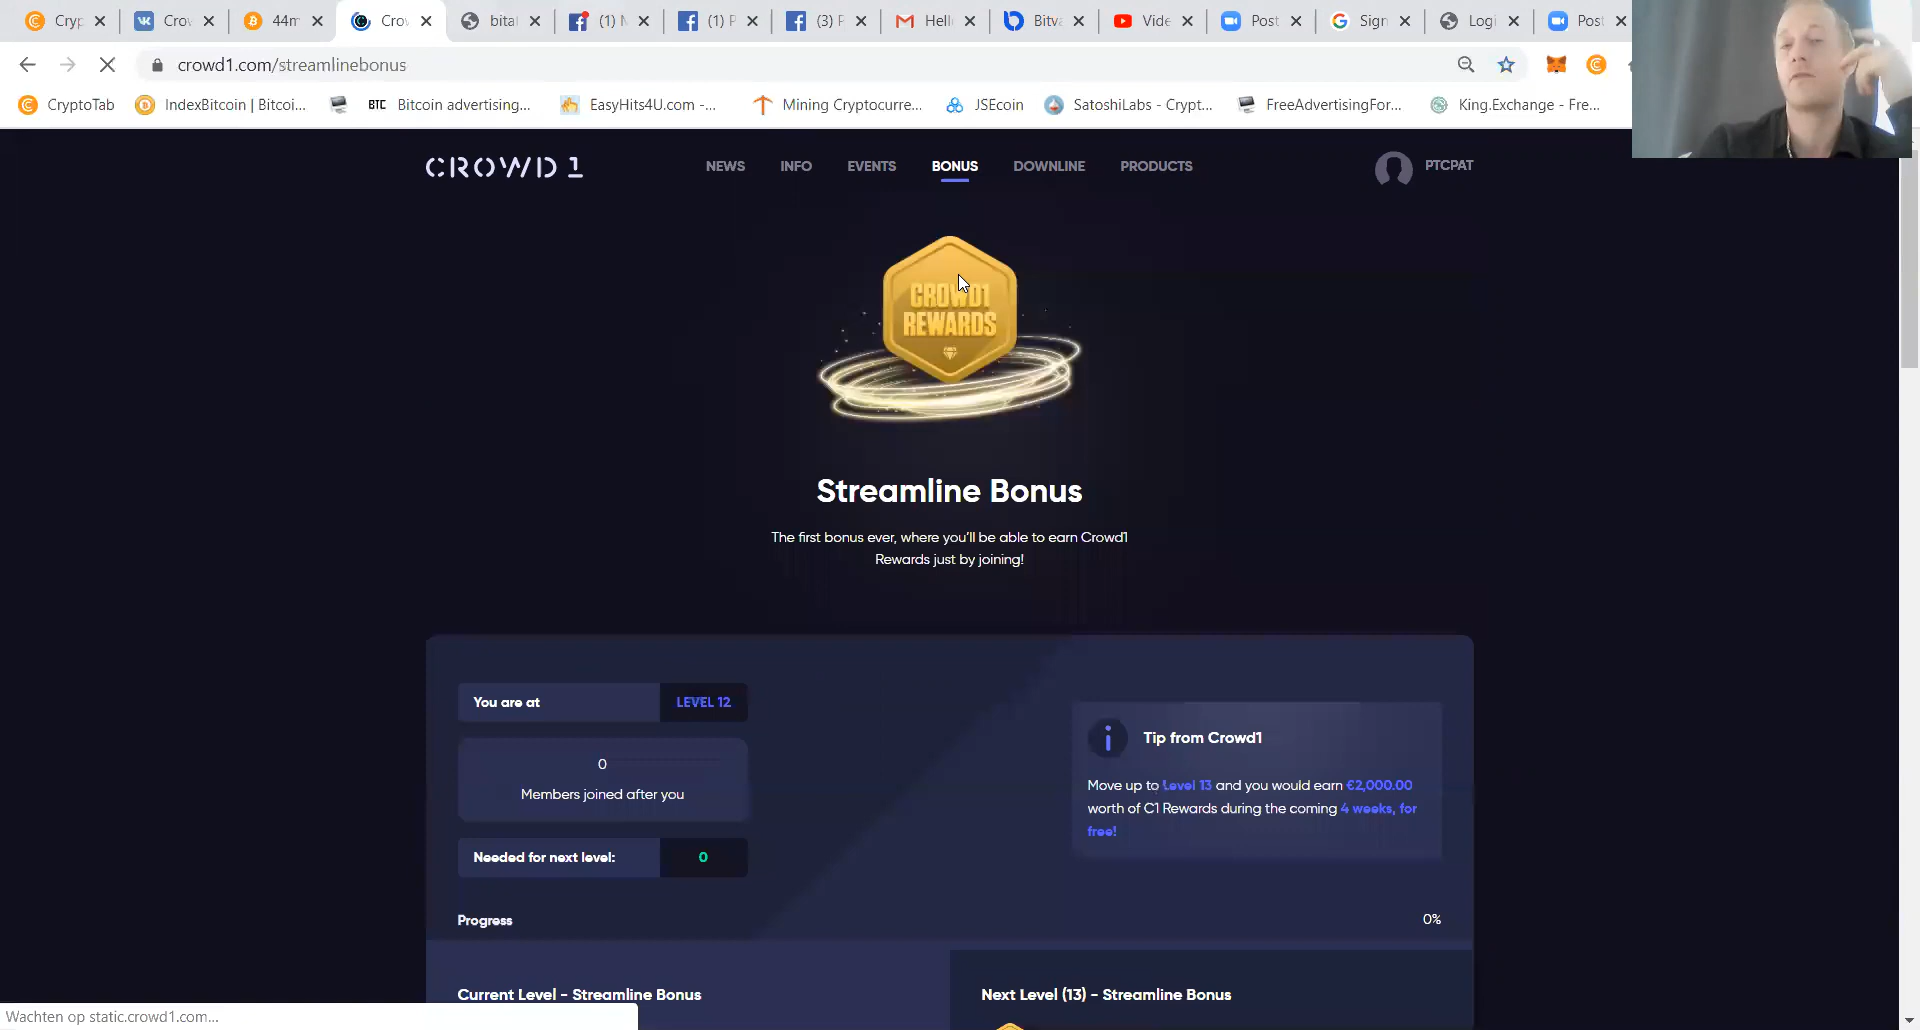 Cryp
Crow
44m
Crow
bital
(1) M
(1) P
(3) F
Hell
Bitva
Vide
Post
Sign
Logi
Post
crowd1.com/streamlinebonus
CryptoTab
IndexBitcoin | Bitcoi...
BTC Bitcoin advertising...
EasyHits4U.com -...
Mining Cryptocurre...
JSEcoin
SatoshiLabs - Crypt...
FreeAdvertisingFor...
King.Exchange - Fre...
CROWD 1
NEWS
INFO
EVENTS
BONUS
DOWNLINE
PRODUCTS
PTCPAT
CROWD1
REWARDS
Streamline Bonus
The first bonus ever, where you'll be able to earn Crowd1
Rewards just by joining!
You are at LEVEL 12
0
Members joined after you
Needed for next level: 0
Tip from Crowd1
Move up to Level 13 and you would earn €2,000.00
worth of C1 Rewards during the coming 4 weeks, for
free!
Progress 0%
Current Level - Streamline Bonus
Next Level (13) - Streamline Bonus
Wachten op static.crowd1.com...